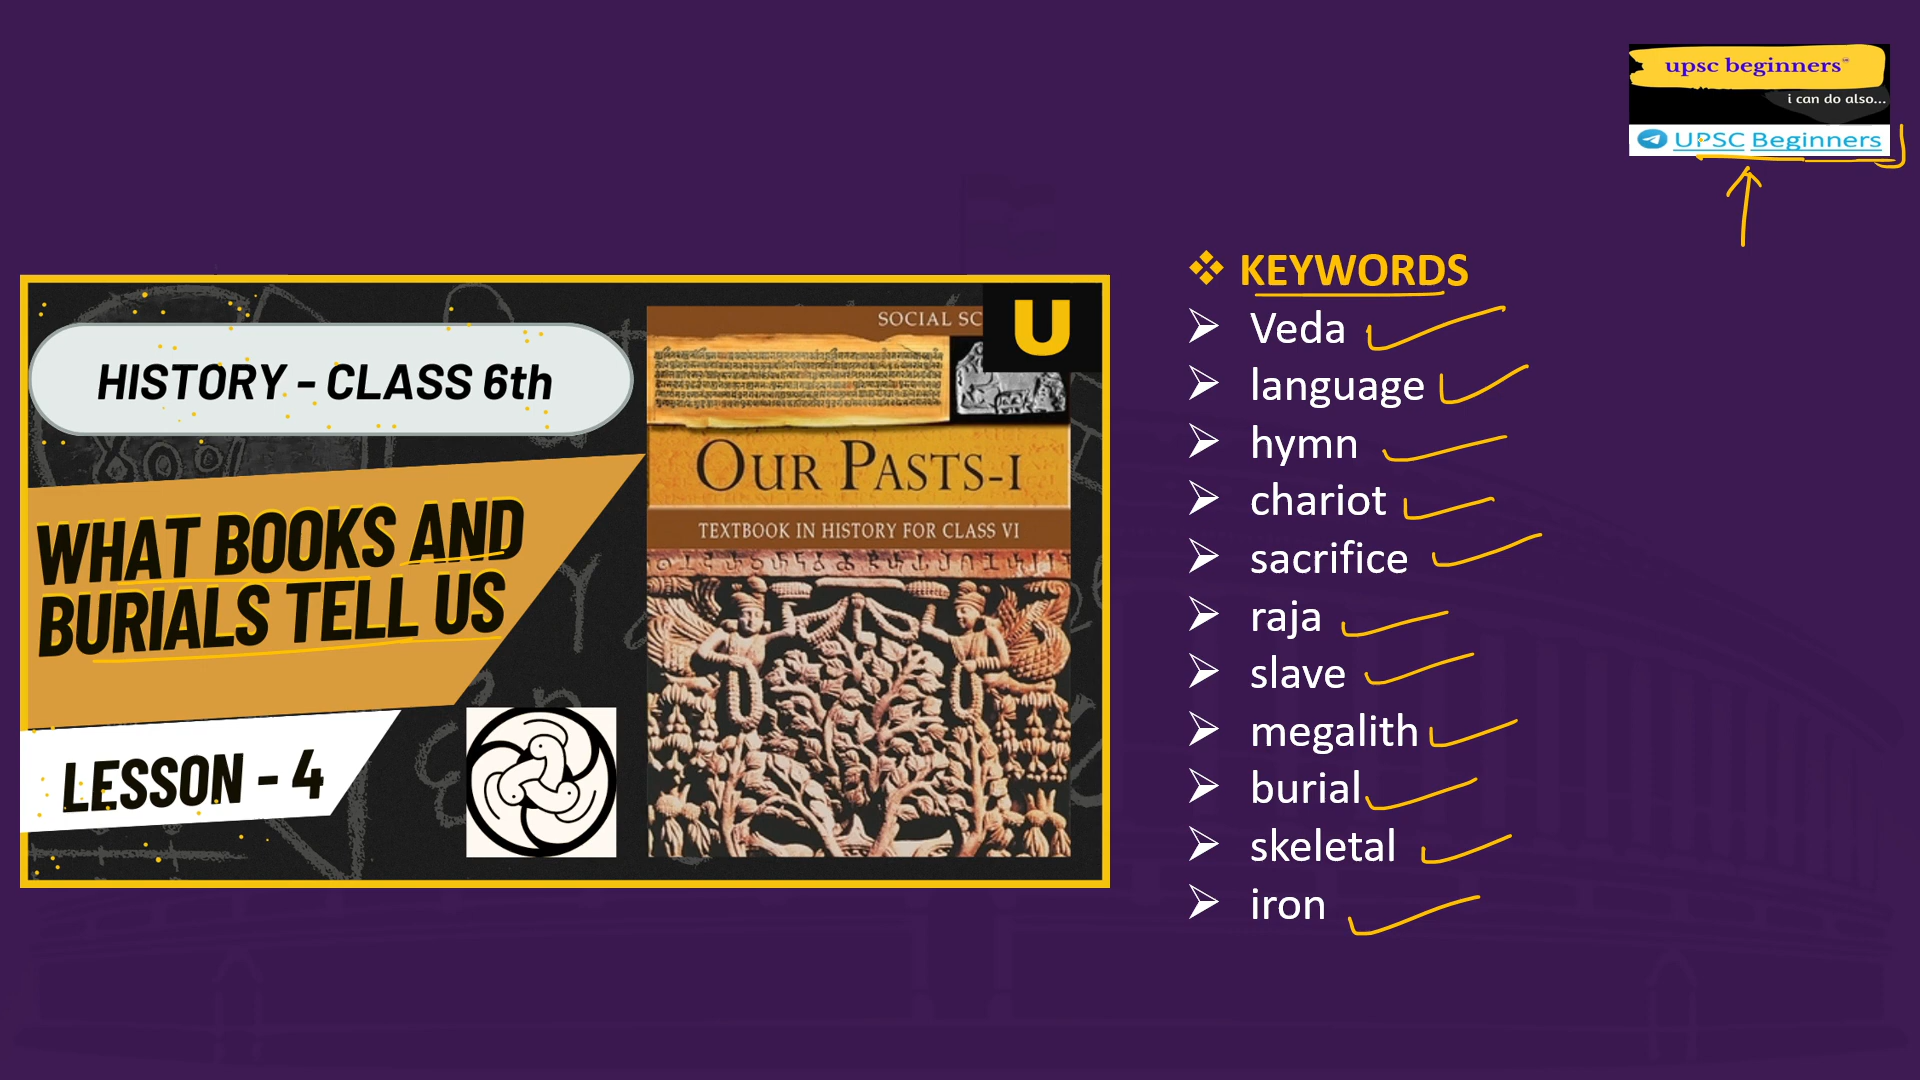 upsc beginners
i can do also...
UPSC Beginners
HISTORY - CLASS 6th
WHAT BOOKS AND
BURIALS TELL US
LESSON - 4
SOCIAL SC
U
OUR PASTS-I
TEXTBOOK IN HISTORY FOR CLASS VI
KEYWORDS
Veda
language
hymn
chariot
sacrifice
raja
slave
megalith
burial
skeletal
iron